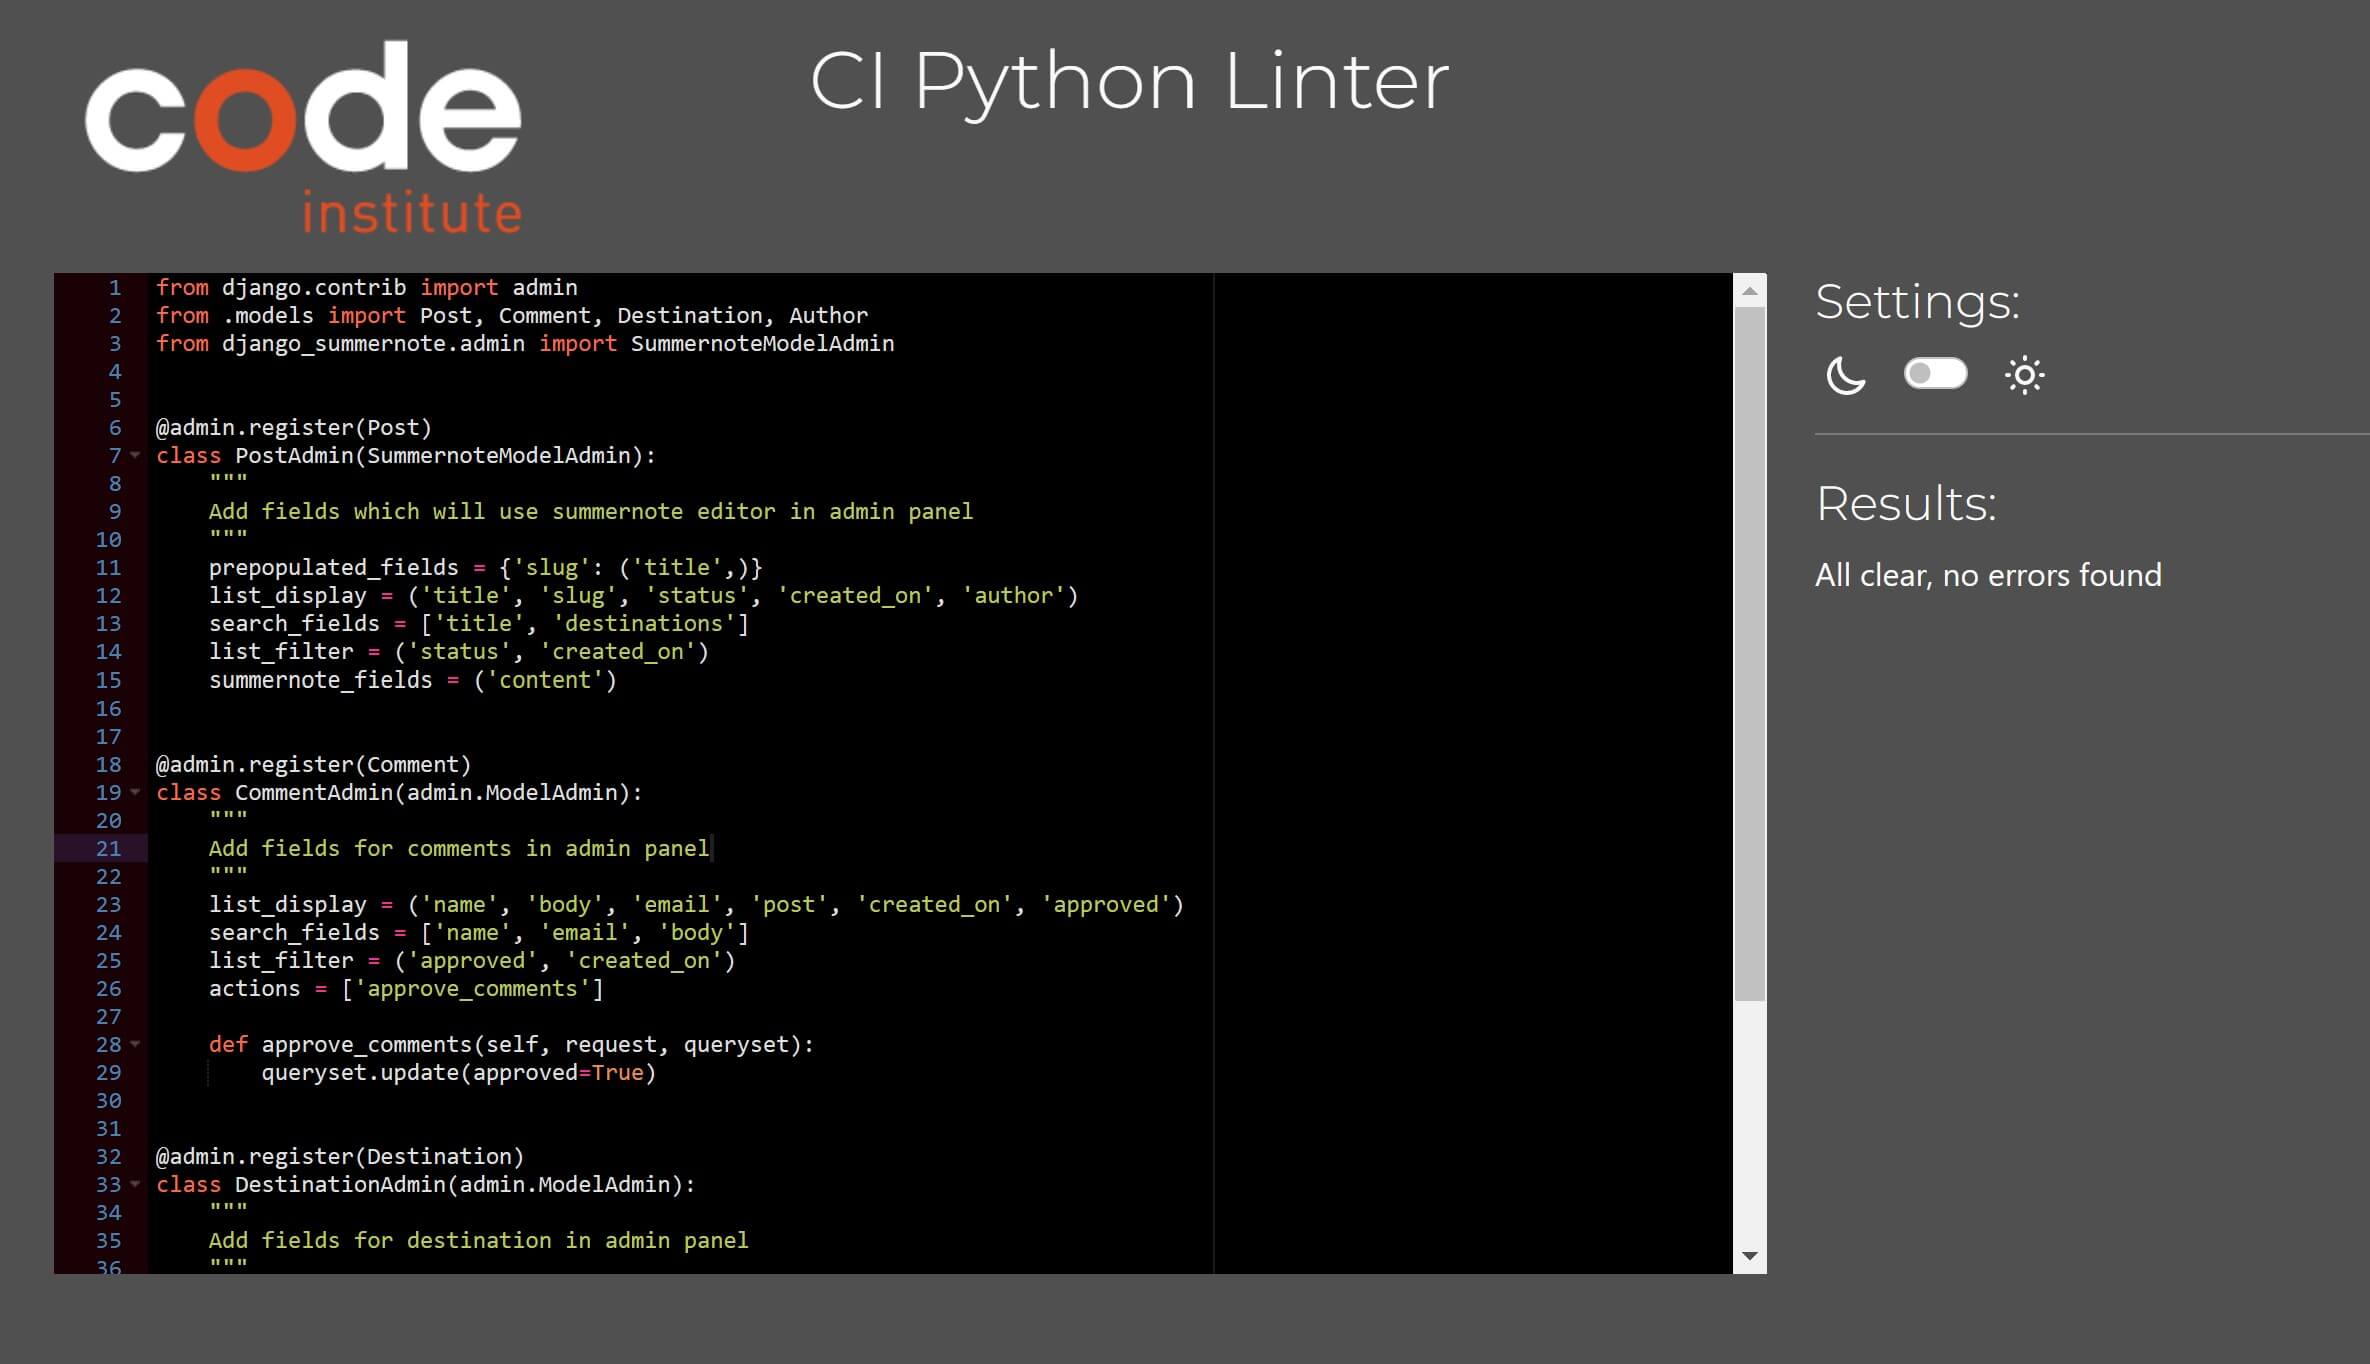 code
institute
CI Python Linter
1 from django.contrib import admin
2 from .models import Post, Comment, Destination, Author
3 from django_summernote.admin import SummernoteModelAdmin
4
5
6 @admin.register(Post)
7 class PostAdmin(SummernoteModelAdmin):
8     """
9     Add fields which will use summernote editor in admin panel
10     """
11     prepopulated_fields = {'slug': ('title',)}
12     list_display = ('title', 'slug', 'status', 'created_on', 'author')
13     search_fields = ['title', 'destinations']
14     list_filter = ('status', 'created_on')
15     summernote_fields = ('content')
16
17
18 @admin.register(Comment)
19 class CommentAdmin(admin.ModelAdmin):
20     """
21     Add fields for comments in admin panel
22     """
23     list_display = ('name', 'body', 'email', 'post', 'created_on', 'approved')
24     search_fields = ['name', 'email', 'body']
25     list_filter = ('approved', 'created_on')
26     actions = ['approve_comments']
27
28     def approve_comments(self, request, queryset):
29         queryset.update(approved=True)
30
31
32 @admin.register(Destination)
33 class DestinationAdmin(admin.ModelAdmin):
34     """
35     Add fields for destination in admin panel
36     """
Settings:
Results:
All clear, no errors found